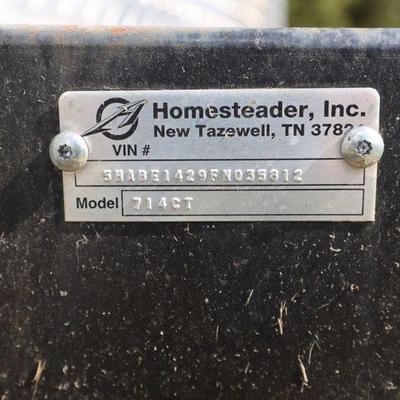 Homesteader, Inc.
New Tazewell, TN
VIN #
5HABE1429FN035812
Model 714CT